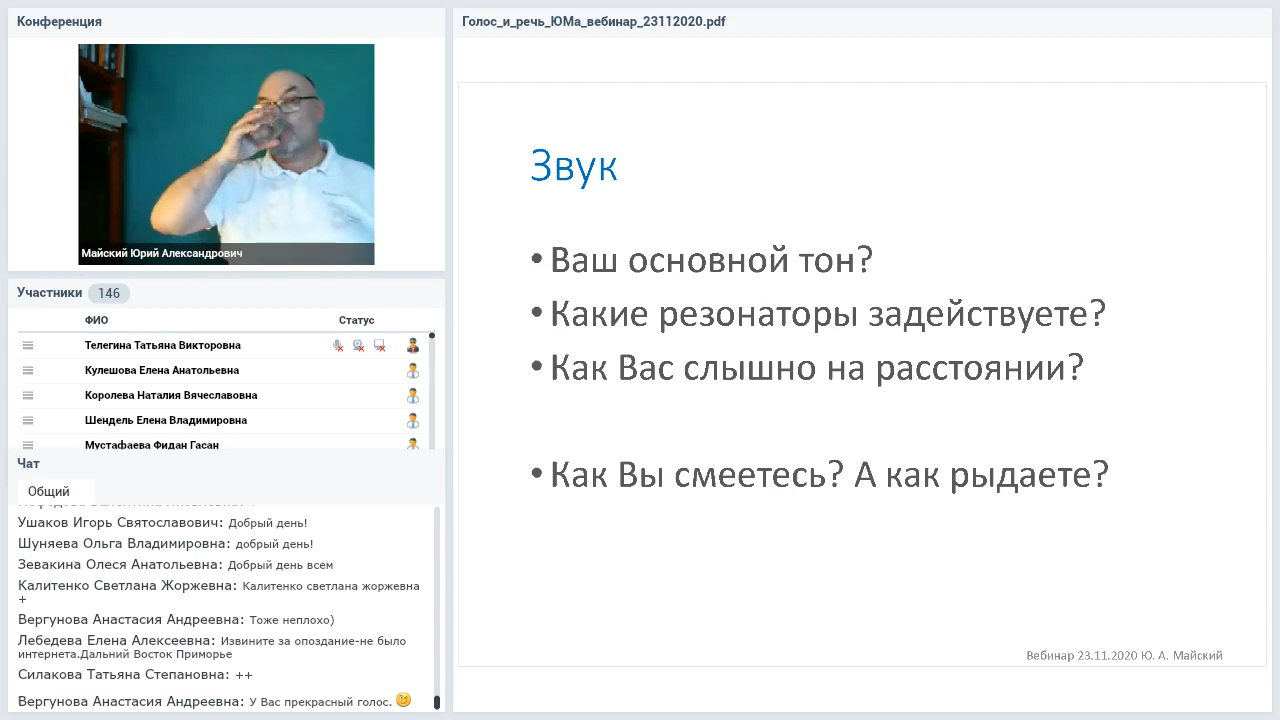 Конференция
Майский Юрий Александрович
Участники 146
ФИО Статус
Телегина Татьяна Викторовна
Кулешова Елена Анатольевна
Королева Наталия Вячеславовна
Шендель Елена Владимировна
Мустафаева Фидан Гасан
Чат
Общий
Ушаков Игорь Святославович: Добрый день!
Шуняева Ольга Владимировна: добрый день!
Зевакина Олеся Анатольевна: Добрый день всем
Калитенко Светлана Жоржевна: Калитенко светлана жоржевна
+
Вергунова Анастасия Андреевна: Тоже неплохо)
Лебедева Елена Алексеевна: Извините за опоздание-не было
интернета.Дальний Восток Приморье
Силакова Татьяна Степановна: ++
Вергунова Анастасия Андреевна: У Вас прекрасный голос.
Голос_и_речь_ЮМа_вебинар_23112020.pdf
Звук
• Ваш основной тон?
• Какие резонаторы задействуете?
• Как Вас слышно на расстоянии?
• Как Вы смеетесь? А как рыдаете?
Вебинар 23.11.2020 Ю. А. Майский